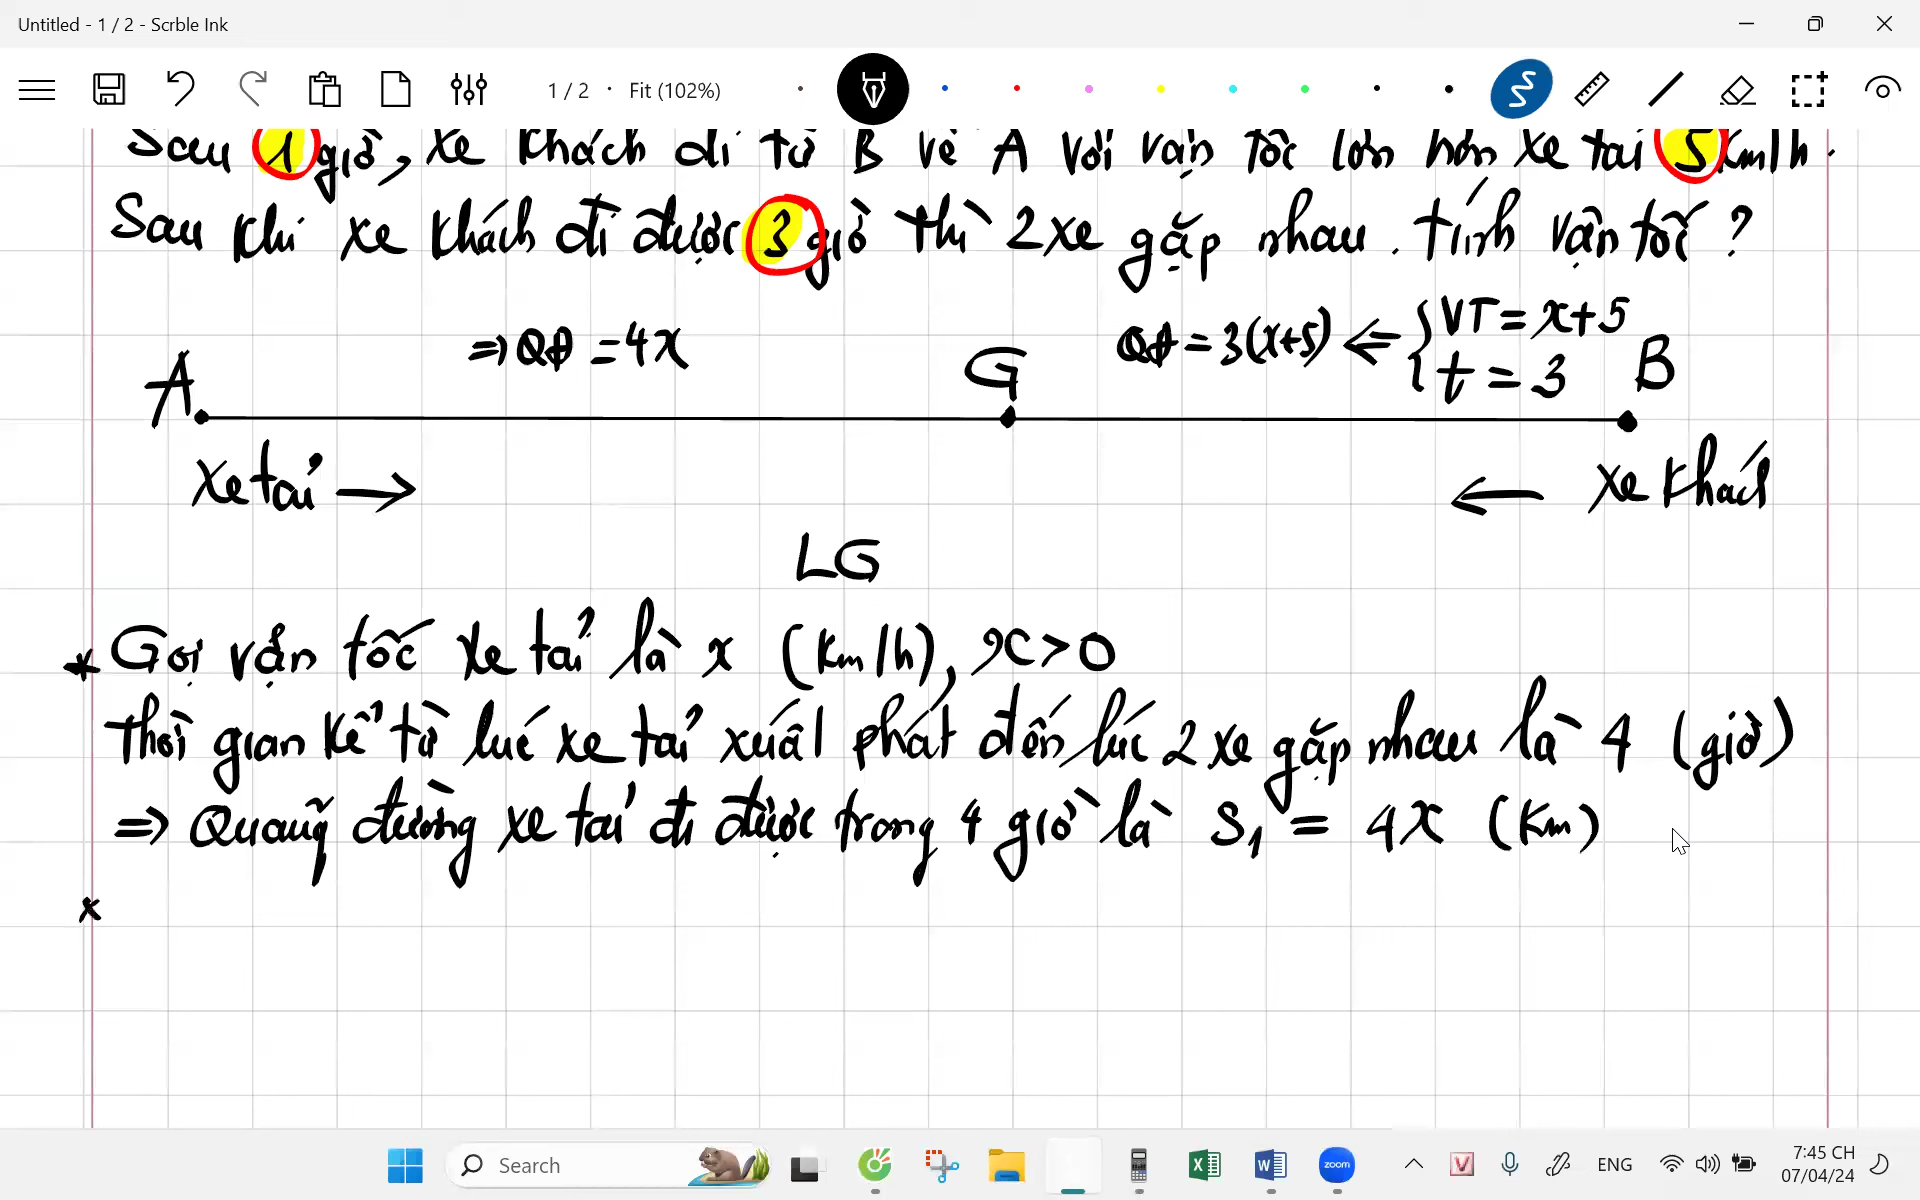 Untitled - 1 / 2 - Scrble Ink
1 / 2 · Fit (102%)
Sau 1 giờ, xe khách đi từ B về A với vận tốc lớn hơn xe tải 5 km/h.
Sau khi xe khách đi được 3 giờ thì 2 xe gặp nhau. Tính vận tốc?
=> QĐ = 4x
QĐ = 3(x+5) <= { VT = x+5
t = 3
A
G
B
Xe tải →
← Xe khách
LG
* Gọi vận tốc xe tải là x (km/h), x > 0
Thời gian kể từ lúc xe tải xuất phát đến lúc 2 xe gặp nhau là 4 (giờ)
=> Quãng đường xe tải đi được trong 4 giờ là S₁ = 4x (km)
*
Search
zoom
ENG
7:45 CH
07/04/24